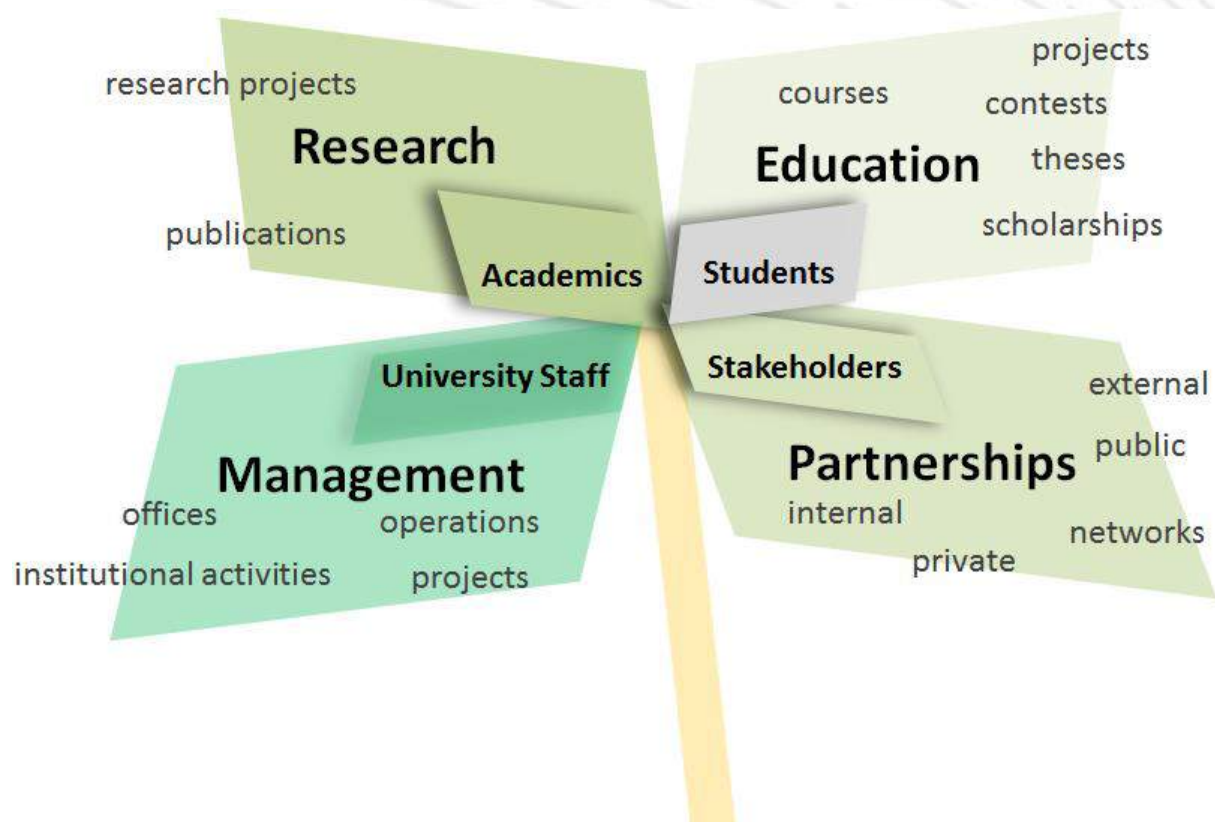 research projects
Research
publications
Academics
projects
courses
contests
Education
theses
scholarships
Students
University Staff
Management
offices
operations
institutional activities
projects
Stakeholders
external
public
Partnerships
internal
networks
private